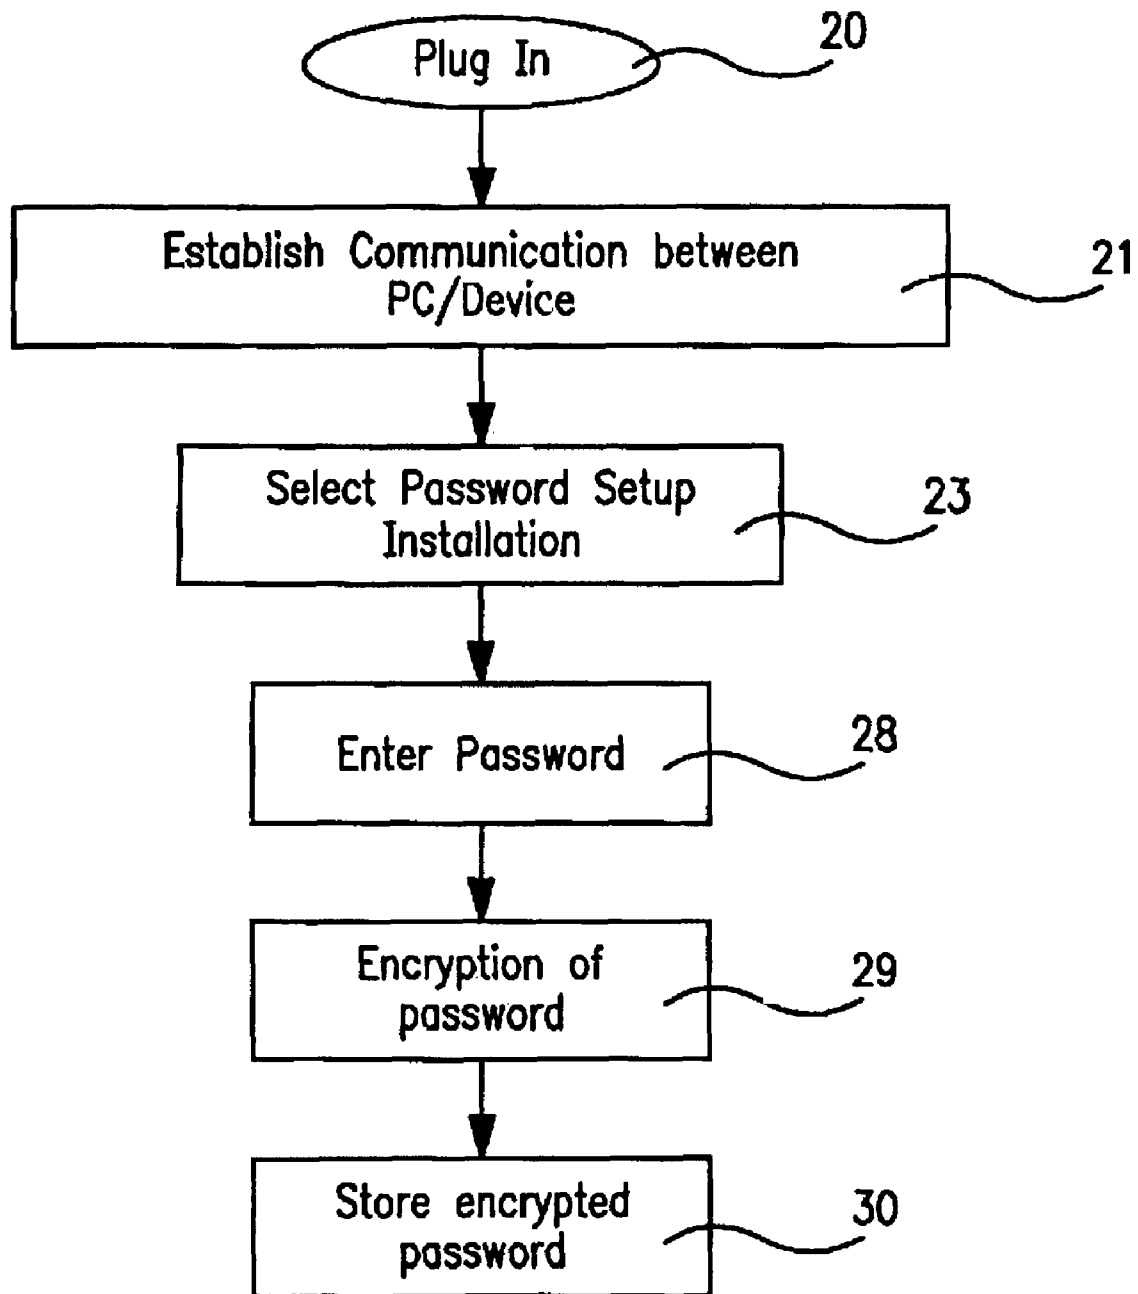 Plug In
20
Establish Communication between
PC/Device
21
Select Password Setup
Installation
23
Enter Password
28
Encryption of
password
29
Store encrypted
password
30